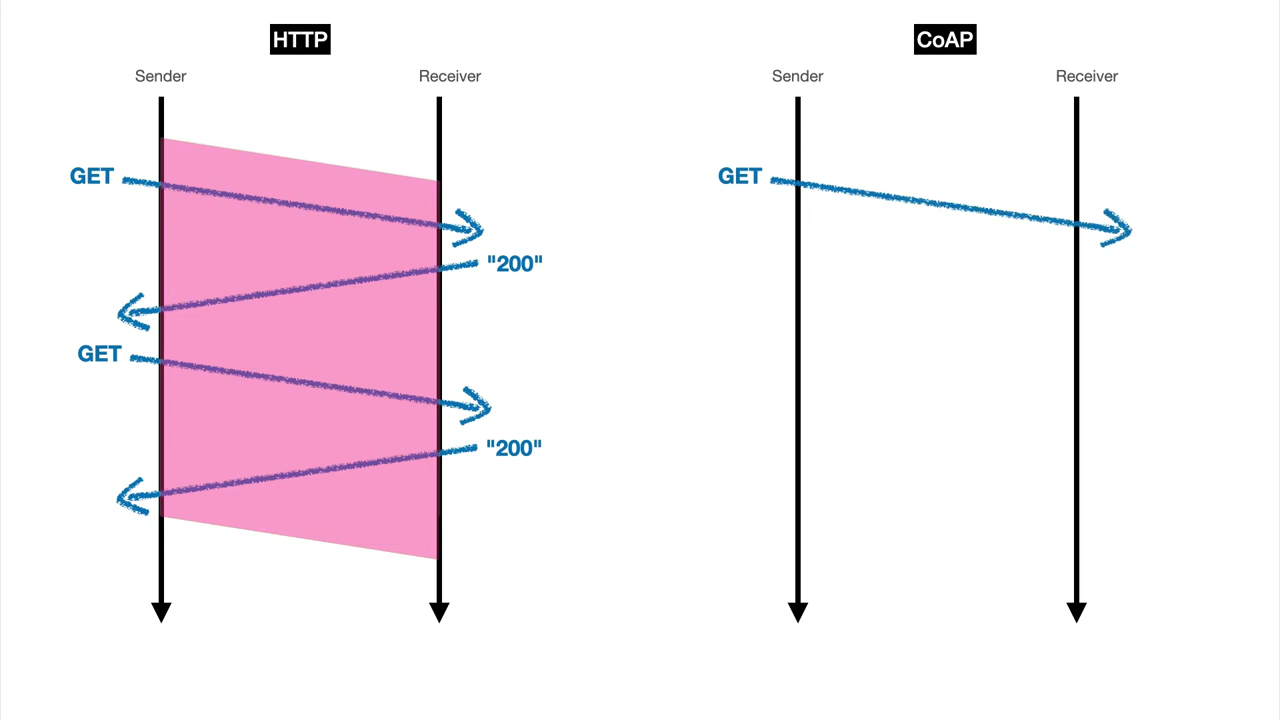 HTTP
Sender
Receiver
GET
"200"
GET
"200"
CoAP
Sender
Receiver
GET